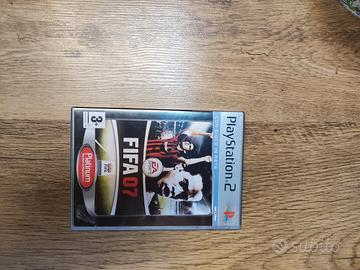 PlayStation 2
3+
EA
FIFA 07
Platinum
subito